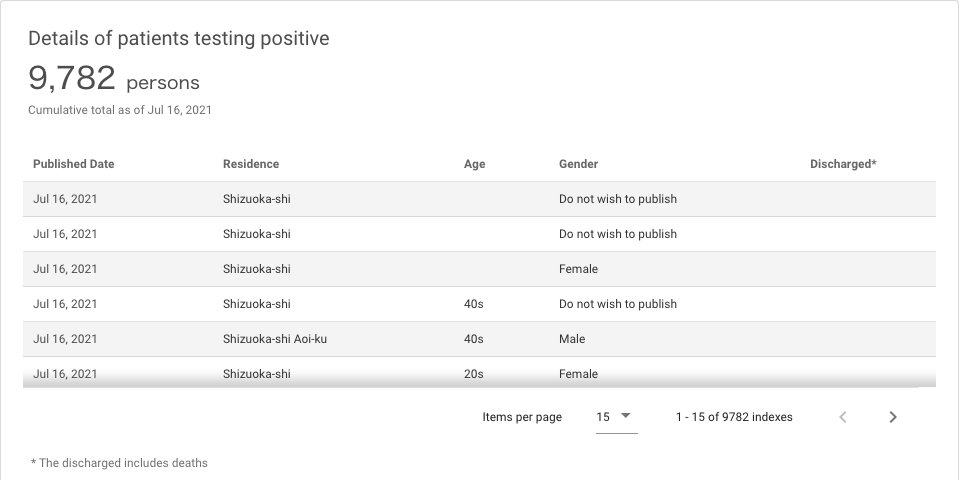 Details of patients testing positive
9,782 persons
Cumulative total as of Jul 16, 2021
Published Date Residence Age Gender Discharged*
Jul 16, 2021 Shizuoka-shi Do not wish to publish
Jul 16, 2021 Shizuoka-shi Do not wish to publish
Jul 16, 2021 Shizuoka-shi Female
Jul 16, 2021 Shizuoka-shi 40s Do not wish to publish
Jul 16, 2021 Shizuoka-shi Aoi-ku 40s Male
Jul 16, 2021 Shizuoka-shi 20s Female
Items per page 15 1 - 15 of 9782 indexes
* The discharged includes deaths